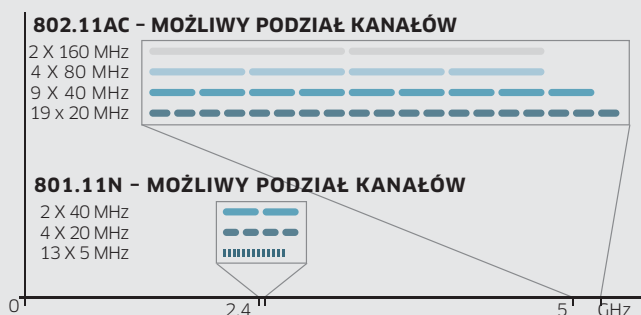 802.11AC – MOŻLIWY PODZIAŁ KANAŁÓW
2 X 160 MHz
4 X 80 MHz
9 X 40 MHz
19 x 20 MHz
801.11N – MOŻLIWY PODZIAŁ KANAŁÓW
2 X 40 MHz
4 X 20 MHz
13 X 5 MHz
0 2.4 5 GHz